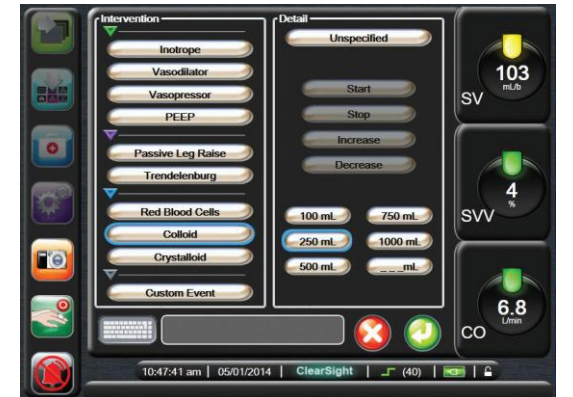 Intervention
Inotrope
Vasodilator
Vasopressor
PEEP
Passive Leg Raise
Trendelenburg
Red Blood Cells
Colloid
Crystalloid
Custom Event
Detail
Unspecified
Start
Stop
Increase
Decrease
100 mL 750 mL
250 mL 1000 mL
500 mL _ _ _mL
103
mL/b
SV
4
%
SVV
6.8
L/min
CO
10:47:41 am | 05/01/2014 | ClearSight | (40) |